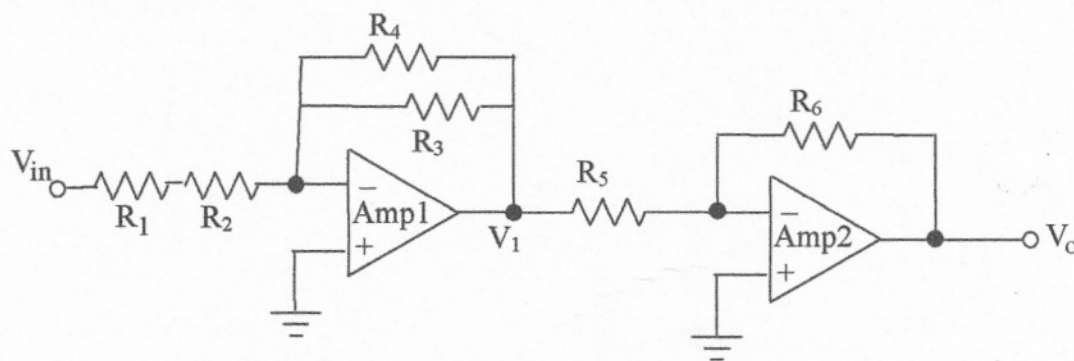 R4
R3
R6
Vin
R1
R2
−
Amp1
+
V1
R5
−
Amp2
+
Vo